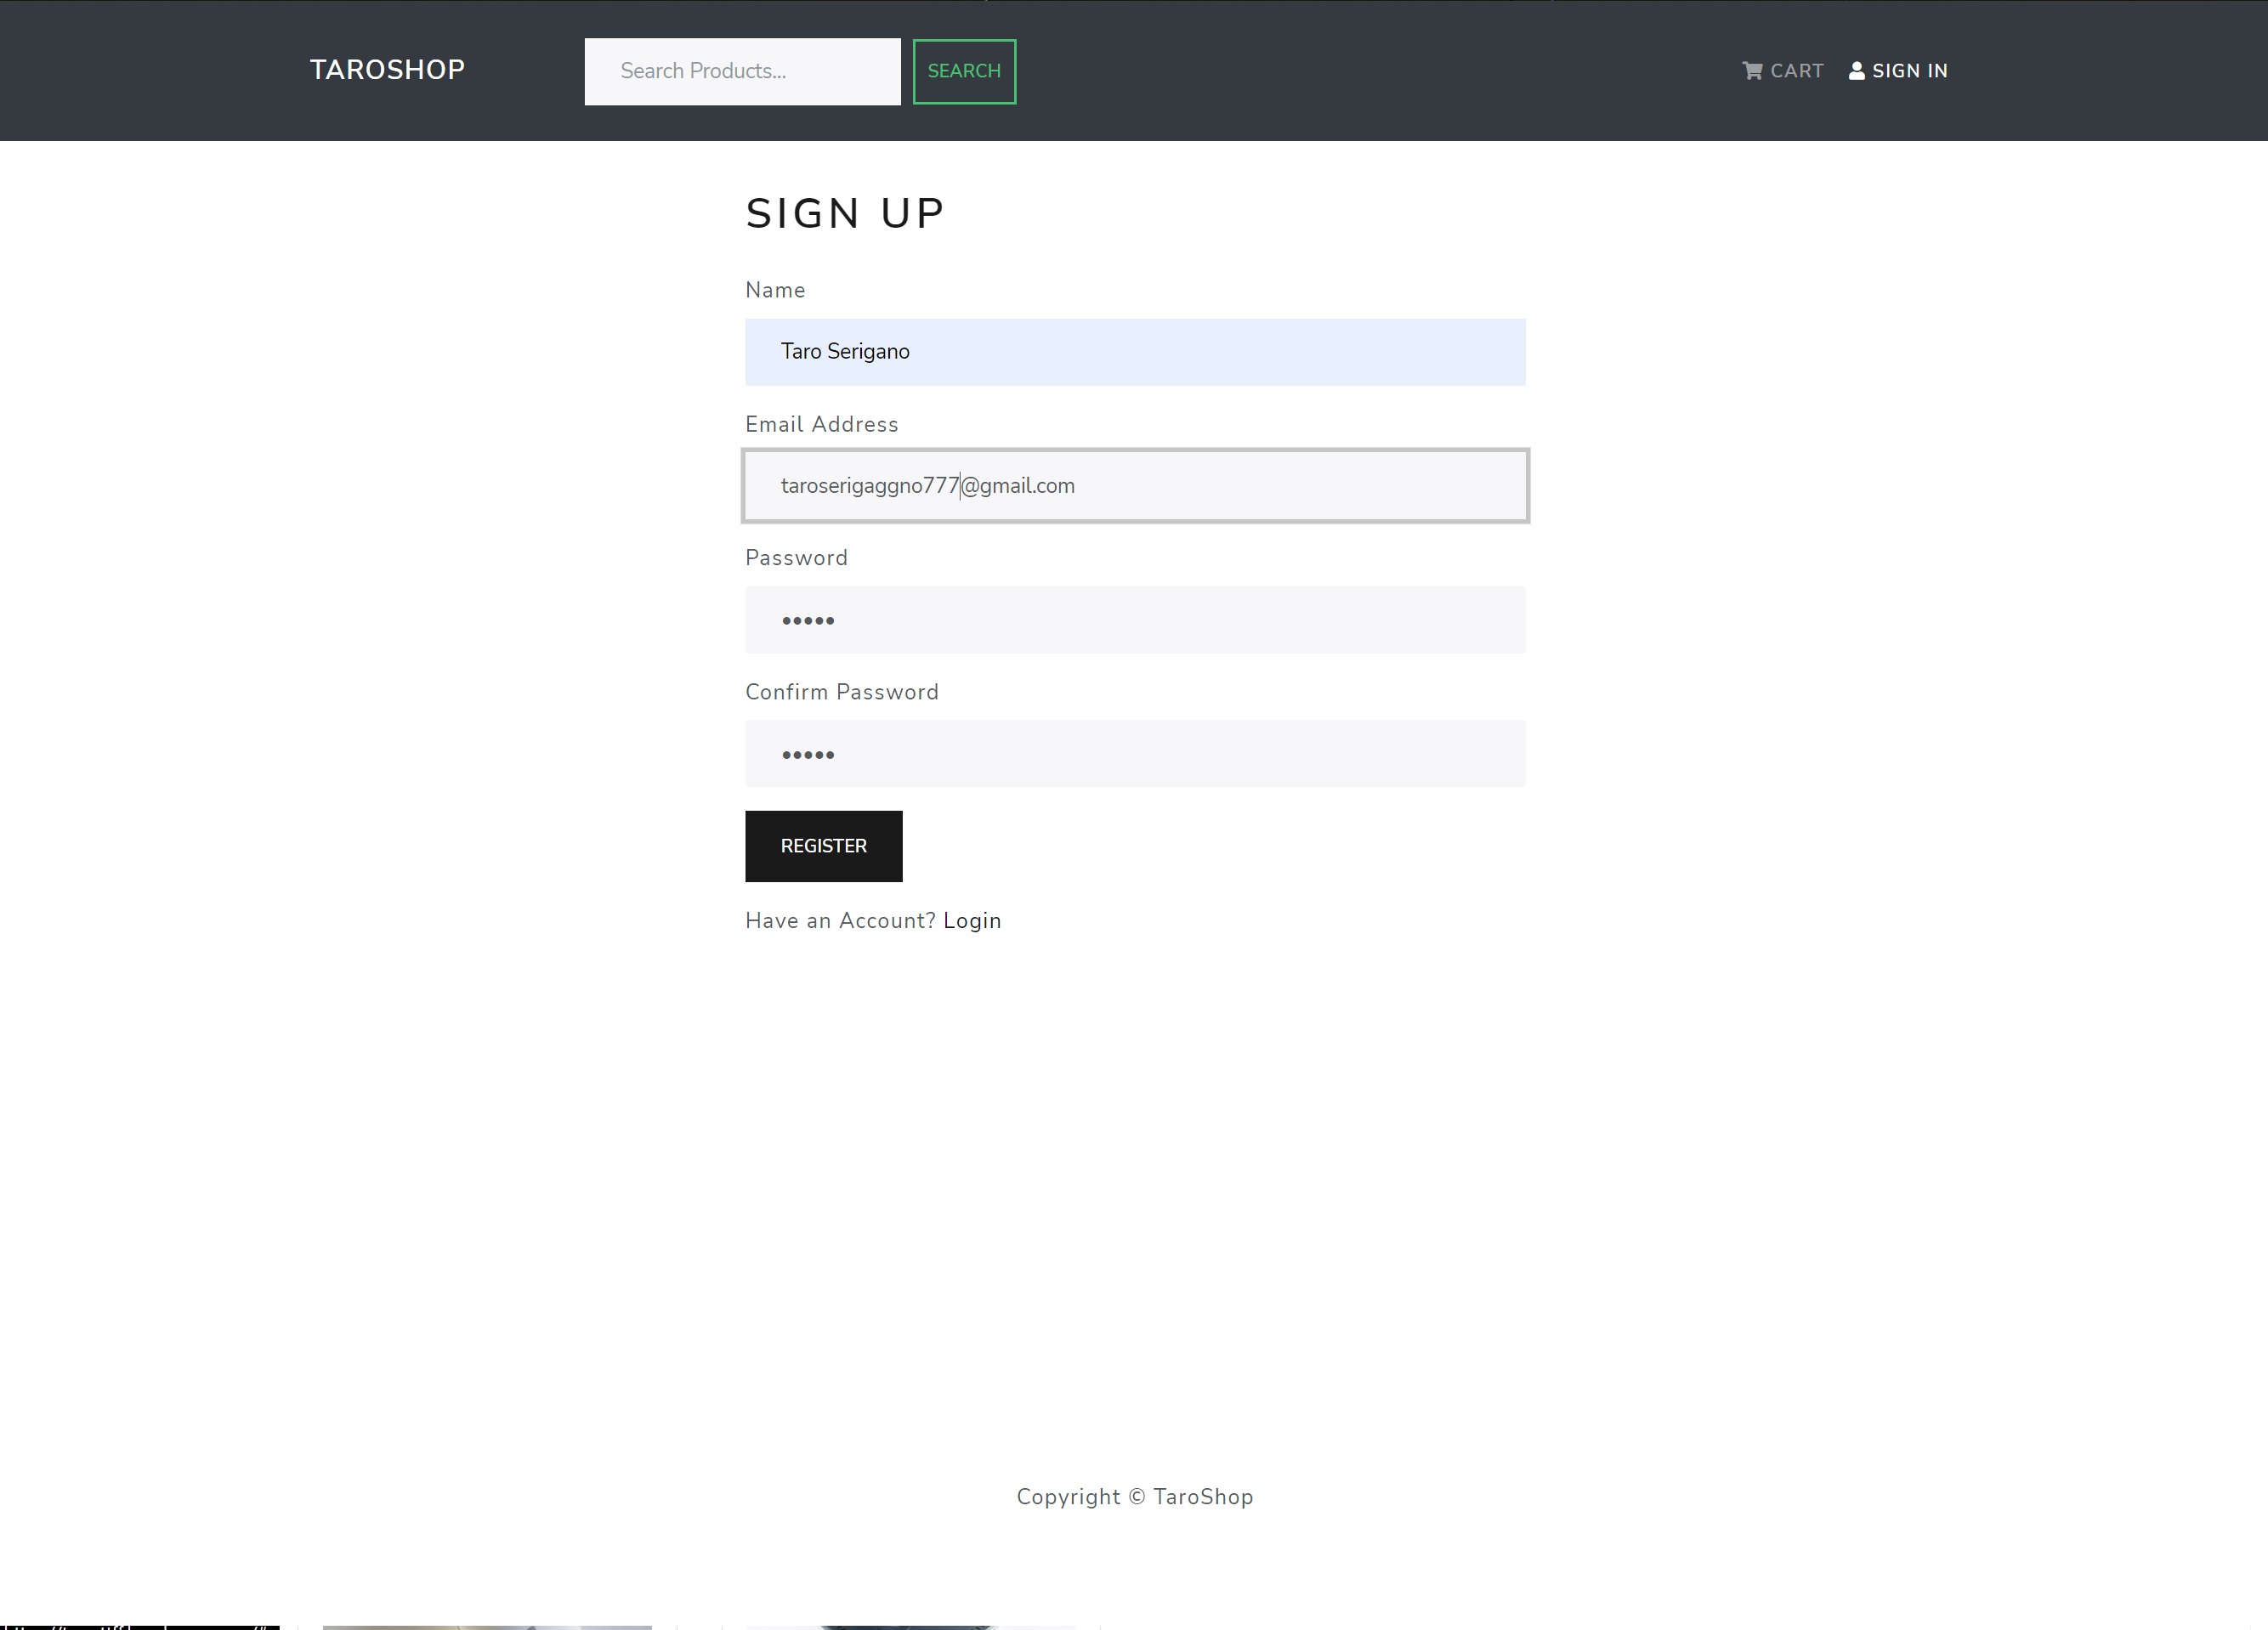 TAROSHOP
Search Products...
SEARCH
CART
SIGN IN
SIGN UP
Name
Taro Serigano
Email Address
taroserigaggno777@gmail.com
Password
•••••
Confirm Password
•••••
REGISTER
Have an Account? Login
Copyright © TaroShop